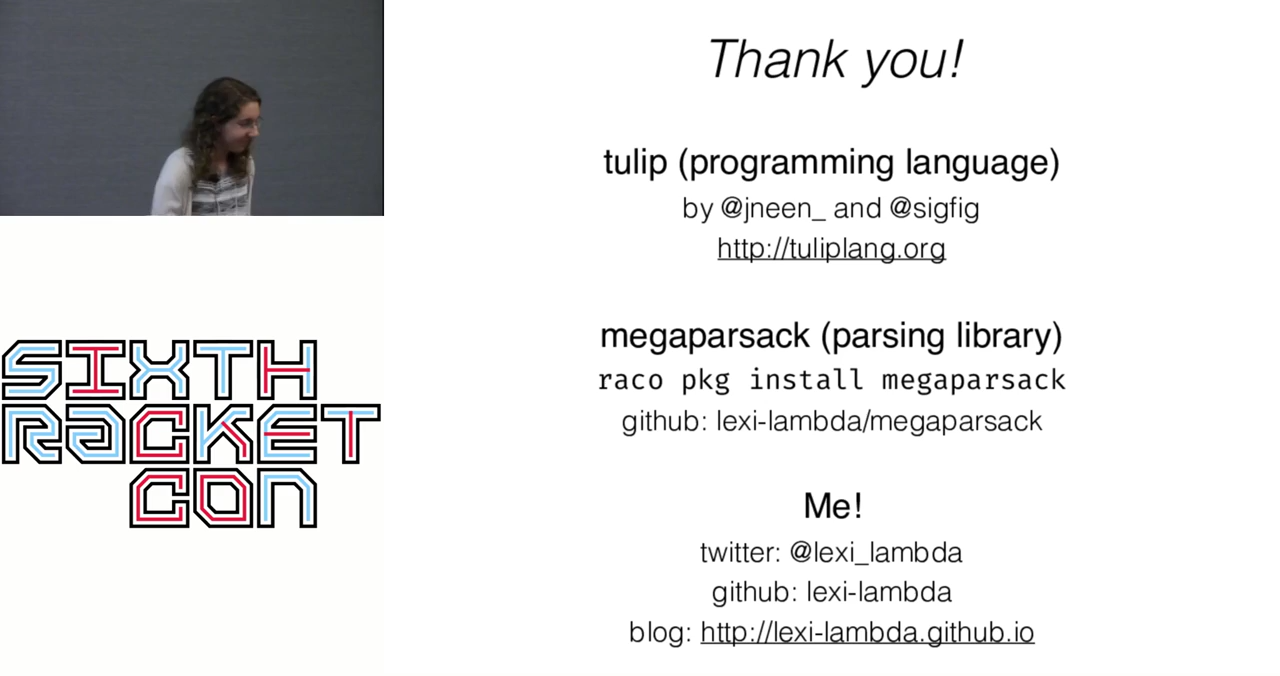 Thank you!
tulip (programming language)
by @jneen_ and @sigfig
http://tuliplang.org
megaparsack (parsing library)
raco pkg install megaparsack
github: lexi-lambda/megaparsack
Me!
twitter: @lexi_lambda
github: lexi-lambda
blog: http://lexi-lambda.github.io
SIXTH
RacKET
CON